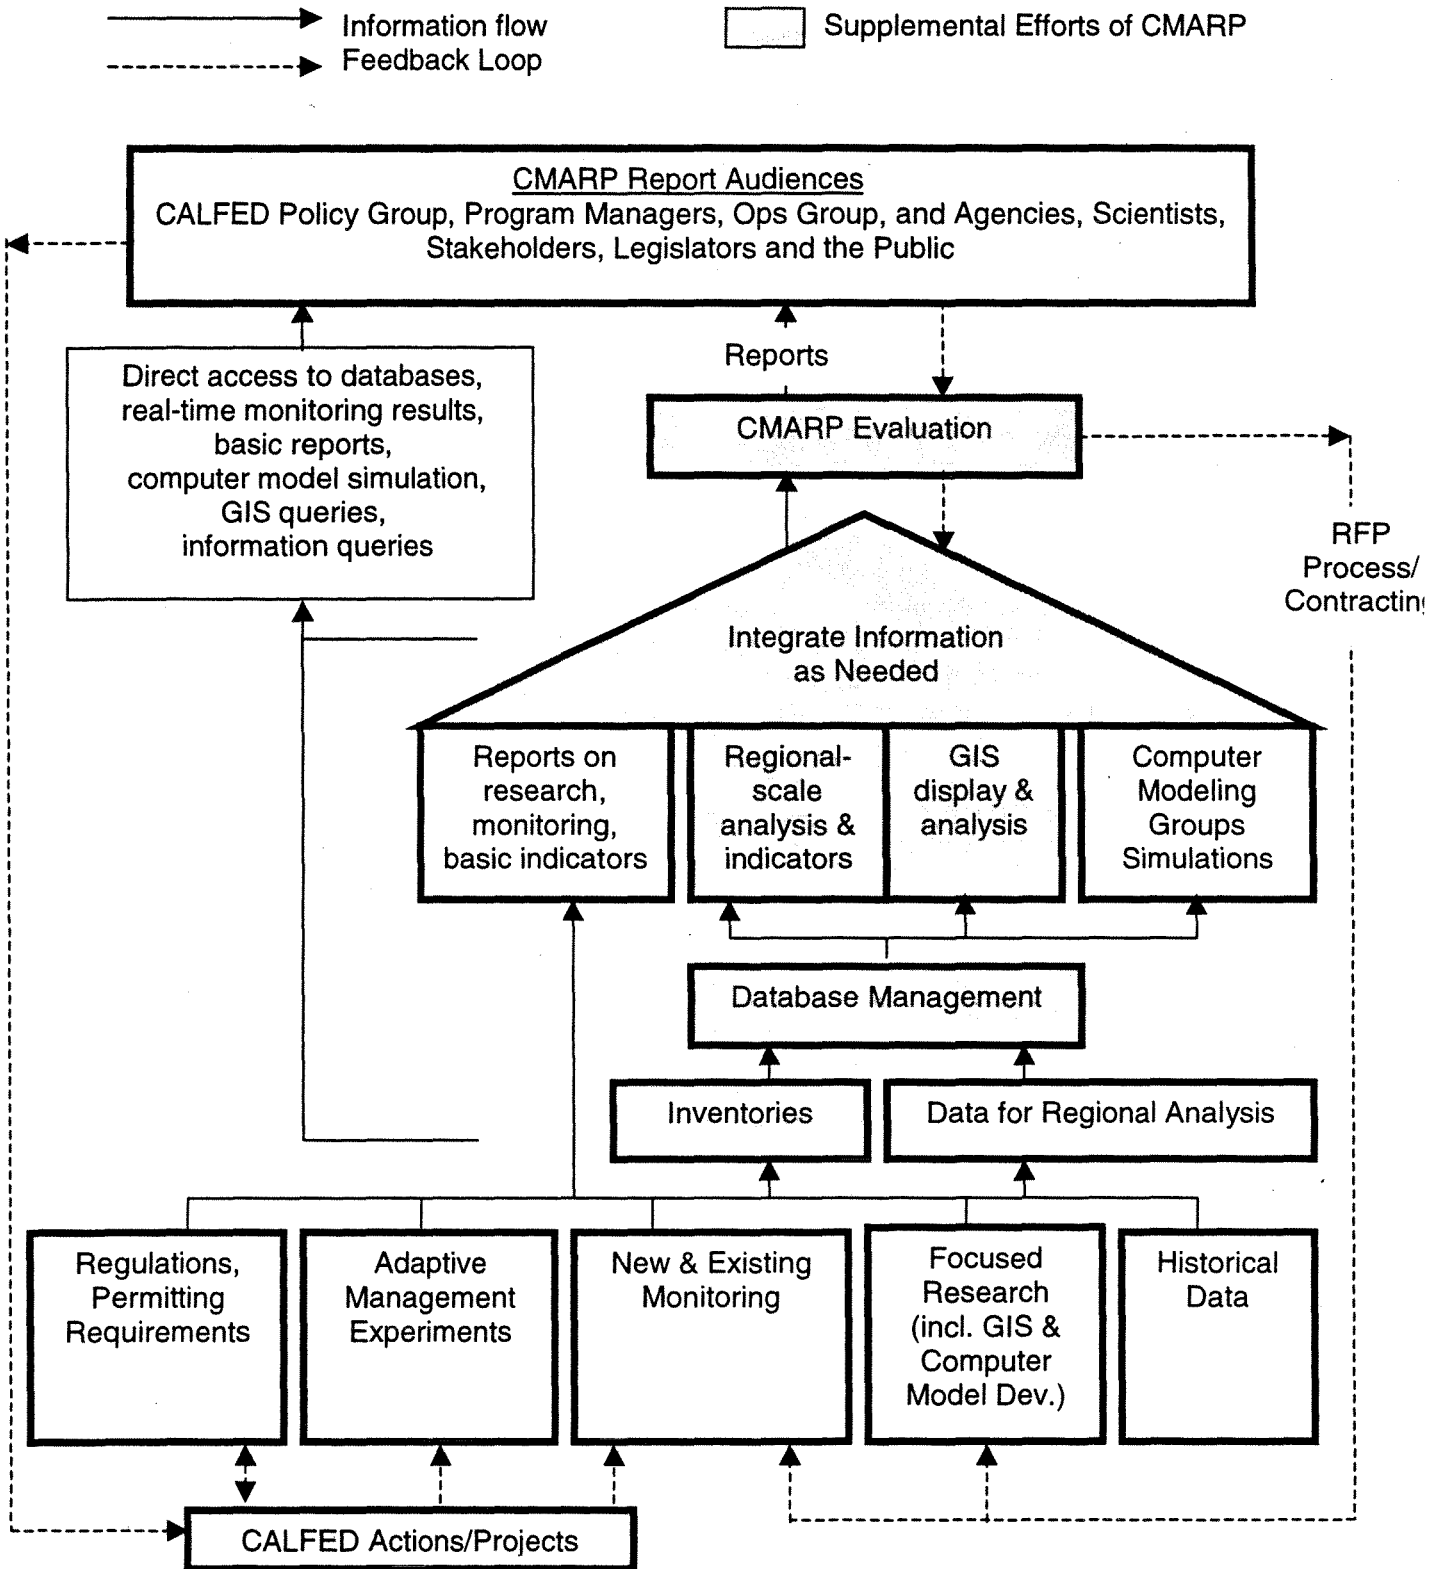 Information flow
Feedback Loop
Supplemental Efforts of CMARP
CMARP Report Audiences
CALFED Policy Group, Program Managers, Ops Group, and Agencies, Scientists,
Stakeholders, Legislators and the Public
Reports
Direct access to databases,
real-time monitoring results,
basic reports,
computer model simulation,
GIS queries,
information queries
CMARP Evaluation
RFP
Process/
Contracting
Integrate Information
as Needed
Reports on
research,
monitoring,
basic indicators
Regional-
scale
analysis &
indicators
GIS
display &
analysis
Computer
Modeling
Groups
Simulations
Database Management
Inventories
Data for Regional Analysis
Regulations,
Permitting
Requirements
Adaptive
Management
Experiments
New & Existing
Monitoring
Focused
Research
(incl. GIS &
Computer
Model Dev.)
Historical
Data
CALFED Actions/Projects